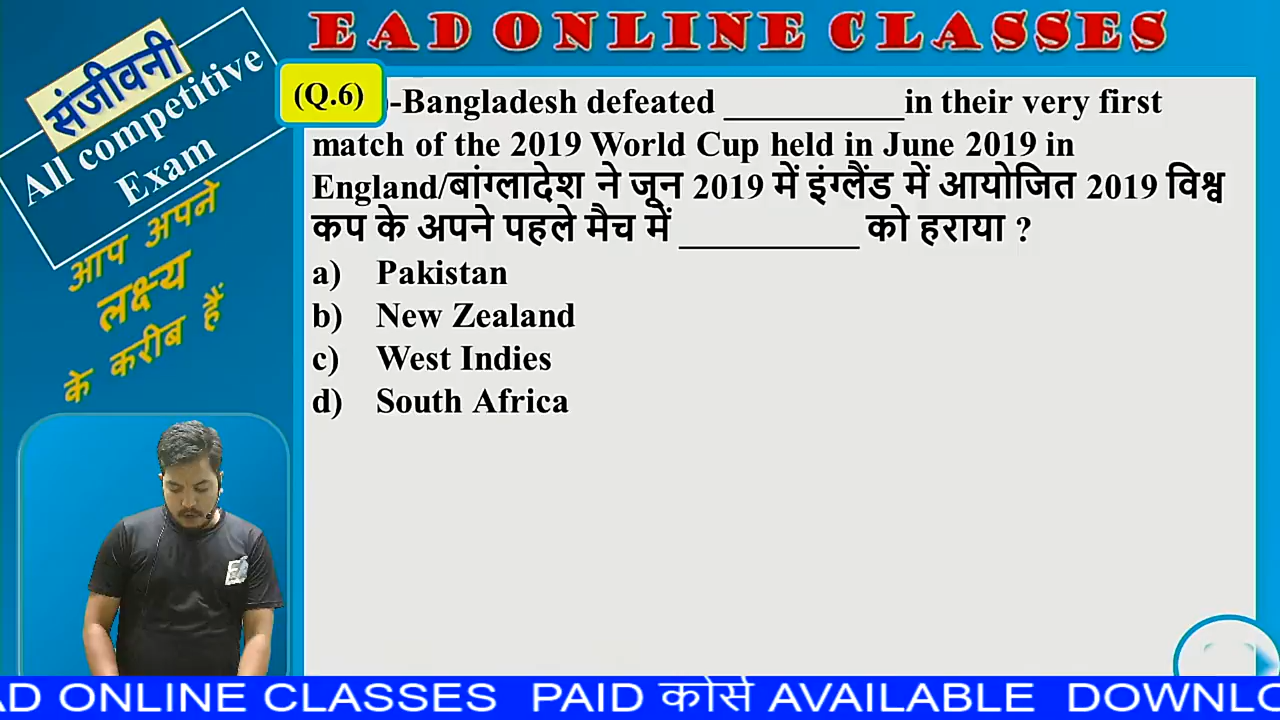 EAD ONLINE CLASSES
संजीवनी
All competitive
Exam
आप अपने
लक्ष्य
के करीब हैं
(Q.6)
-Bangladesh defeated __________in their very first
match of the 2019 World Cup held in June 2019 in
England/बांग्लादेश ने जून 2019 में इंग्लैंड में आयोजित 2019 विश्व
कप के अपने पहले मैच में __________ को हराया ?
a) Pakistan
b) New Zealand
c) West Indies
d) South Africa
AD ONLINE CLASSES PAID कोर्स AVAILABLE DOWNLO